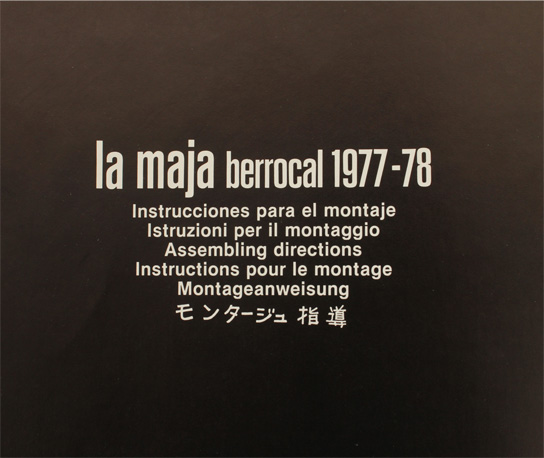 la maja berrocal 1977-78
Instrucciones para el montaje
Istruzioni per il montaggio
Assembling directions
Instructions pour le montage
Montageanweisung
モンタージュ 指導